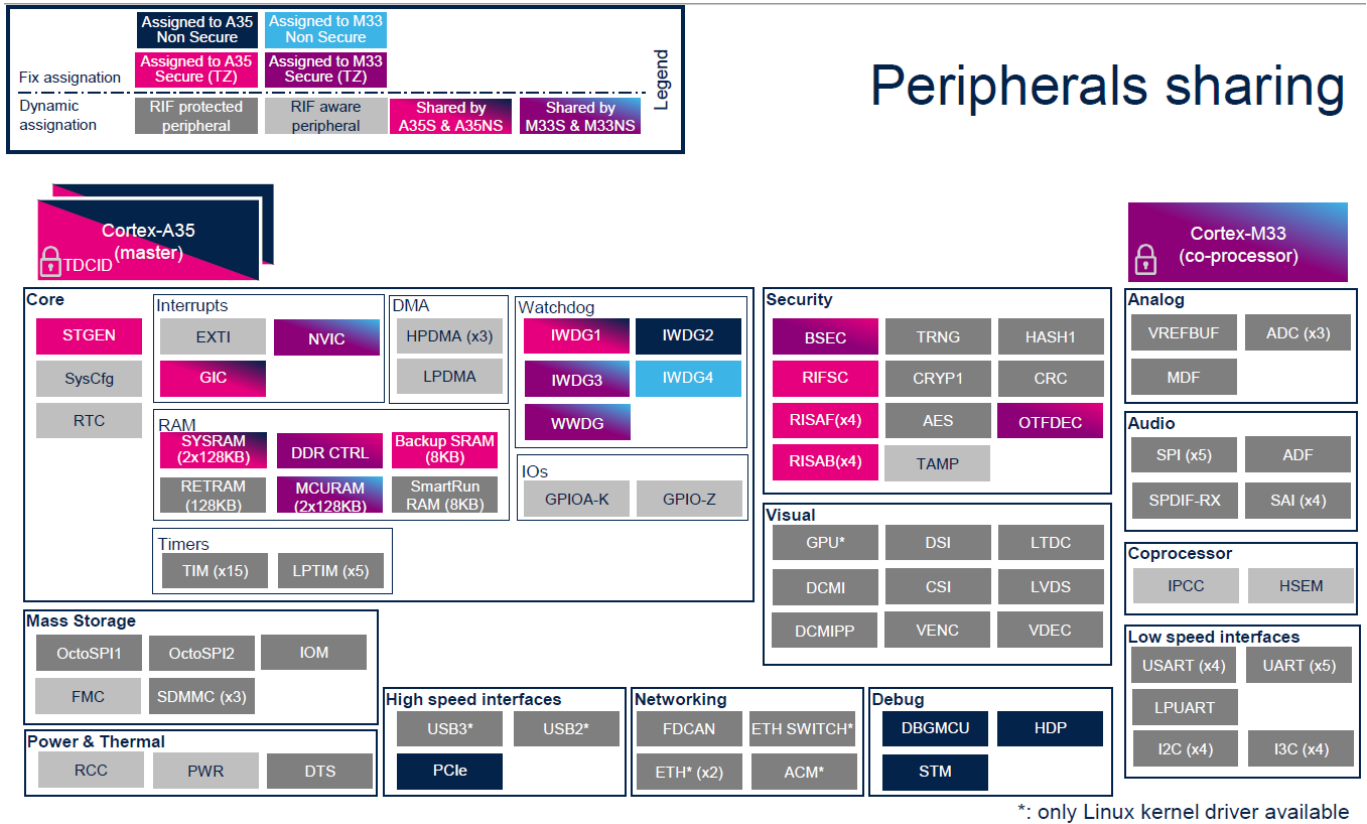 Assigned to A35
Non Secure
Assigned to M33
Non Secure
Fix assignation
Assigned to A35
Secure (TZ)
Assigned to M33
Secure (TZ)
Dynamic
assignation
RIF protected
peripheral
RIF aware
peripheral
Shared by
A35S & A35NS
Shared by
M33S & M33NS
Legend
Peripherals sharing
Cortex-A35
(master)
TDCID
Cortex-M33
(co-processor)
Core
STGEN
SysCfg
RTC
Interrupts
EXTI
NVIC
GIC
DMA
HPDMA (x3)
LPDMA
Watchdog
IWDG1
IWDG2
IWDG3
IWDG4
WWDG
RAM
SYSRAM
(2x128KB)
DDR CTRL
Backup SRAM
(8KB)
RETRAM
(128KB)
MCURAM
(2x128KB)
SmartRun
RAM (8KB)
IOs
GPIOA-K
GPIO-Z
Timers
TIM (x15)
LPTIM (x5)
Security
BSEC
TRNG
HASH1
RIFSC
CRYP1
CRC
RISAF(x4)
AES
OTFDEC
RISAB(x4)
TAMP
Visual
GPU*
DSI
LTDC
DCMI
CSI
LVDS
DCMIPP
VENC
VDEC
Analog
VREFBUF
ADC (x3)
MDF
Audio
SPI (x5)
ADF
SPDIF-RX
SAI (x4)
Coprocessor
IPCC
HSEM
Low speed interfaces
USART (x4)
UART (x5)
LPUART
I2C (x4)
I3C (x4)
Mass Storage
OctoSPI1
OctoSPI2
IOM
FMC
SDMMC (x3)
Power & Thermal
RCC
PWR
DTS
High speed interfaces
USB3*
USB2*
PCIe
Networking
FDCAN
ETH SWITCH*
ETH* (x2)
ACM*
Debug
DBGMCU
HDP
STM
*: only Linux kernel driver available